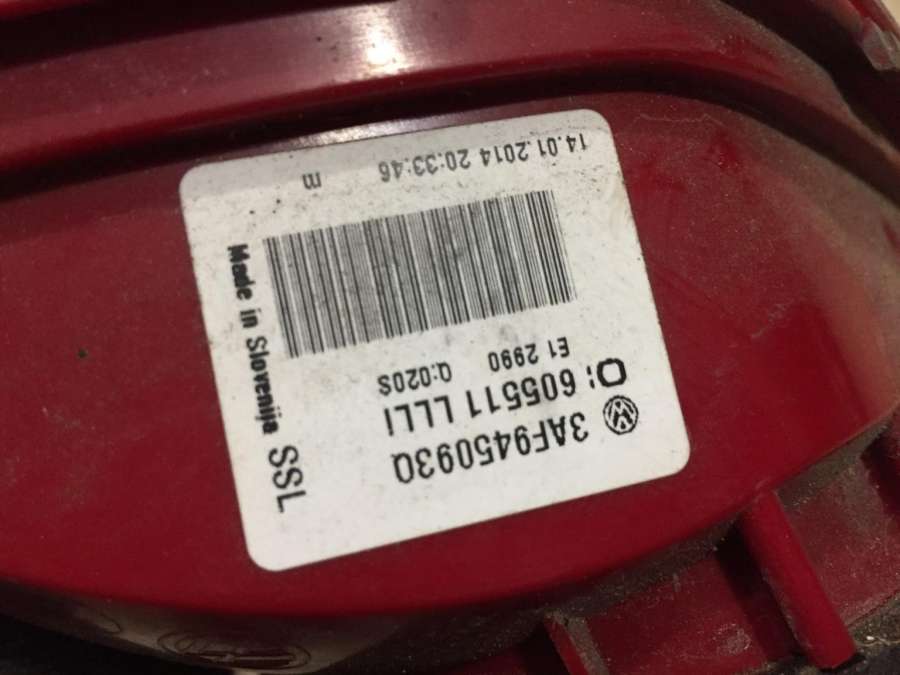 3AF945093Q
Q: 605511 LLLI
E1 2990 Q:020S
14.01.2014 20:33:46 m
Made in Slovenija SSL